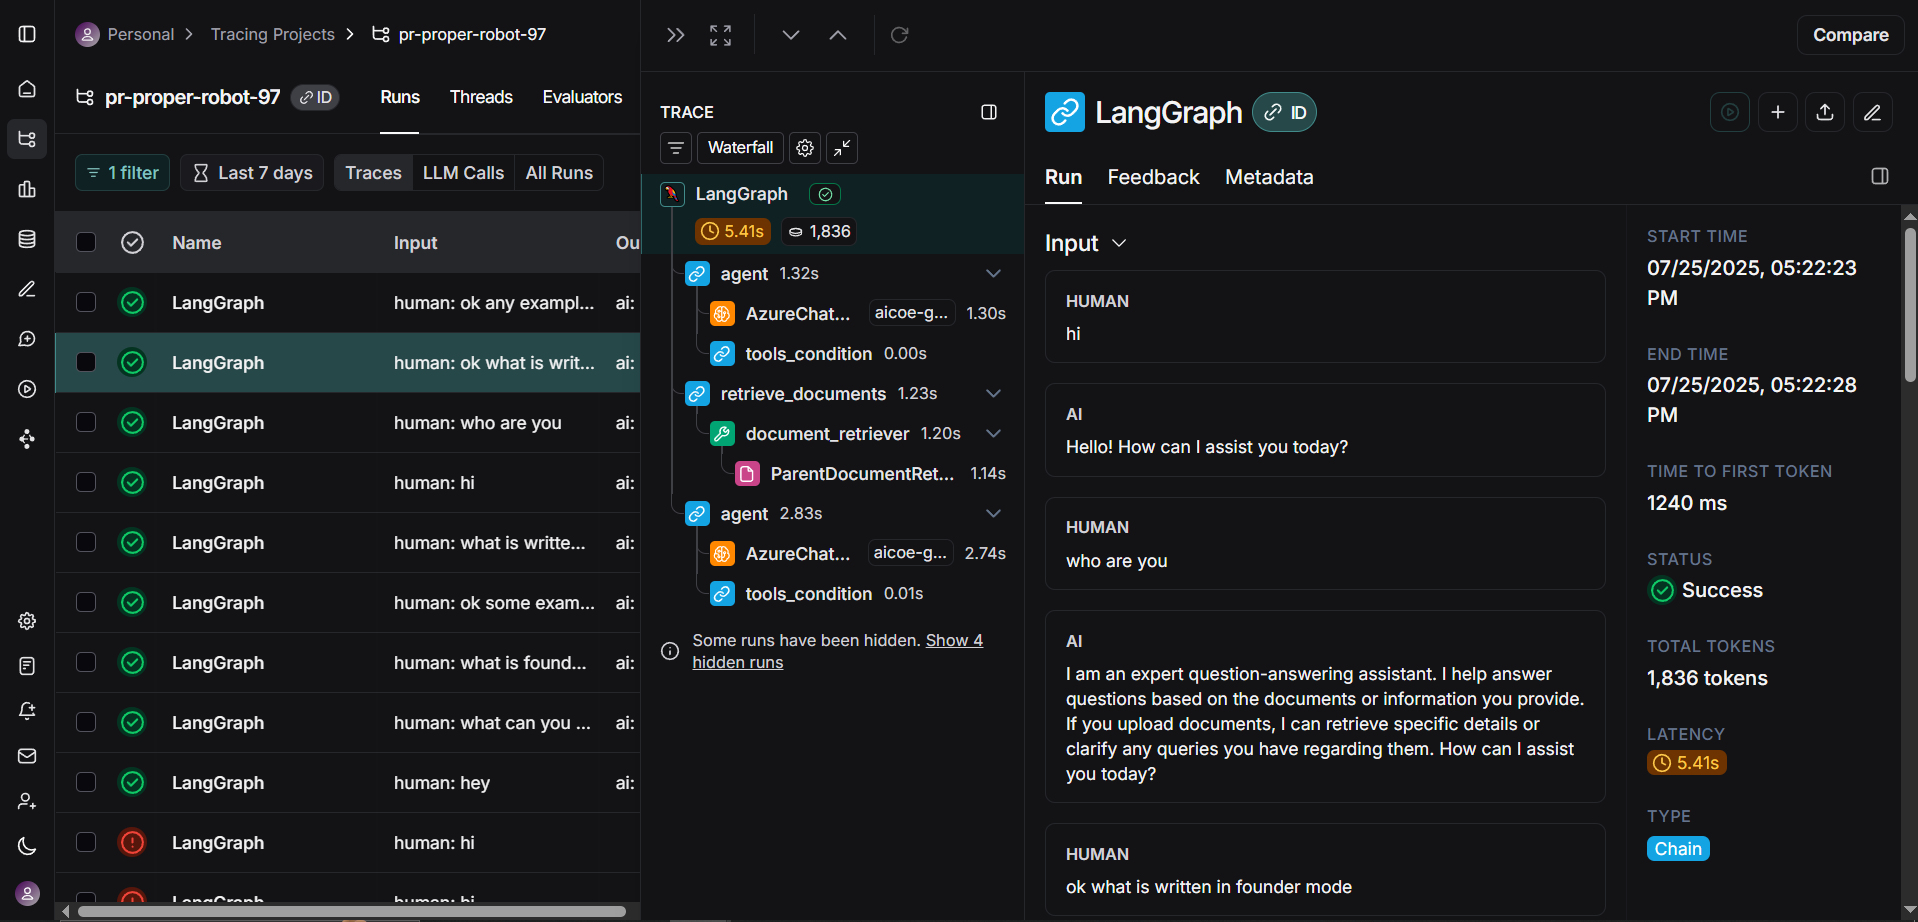 Personal > Tracing Projects > pr-proper-robot-97
pr-proper-robot-97 ID
Runs Threads Evaluators
1 filter Last 7 days Traces LLM Calls All Runs
Name Input Ou
LangGraph human: ok any exampl... ai:
LangGraph human: ok what is writ... ai:
LangGraph human: who are you ai:
LangGraph human: hi ai:
LangGraph human: what is writte... ai:
LangGraph human: ok some exam... ai:
LangGraph human: what is found... ai:
LangGraph human: what can you ... ai:
LangGraph human: hey ai:
LangGraph human: hi
LangGraph human: hi
TRACE
Waterfall
LangGraph
5.41s 1,836
agent 1.32s
AzureChat... aicoe-g... 1.30s
tools_condition 0.00s
retrieve_documents 1.23s
document_retriever 1.20s
ParentDocumentRet... 1.14s
agent 2.83s
AzureChat... aicoe-g... 2.74s
tools_condition 0.01s
Some runs have been hidden. Show 4
hidden runs
Compare
LangGraph ID
Run Feedback Metadata
Input
HUMAN
hi
AI
Hello! How can I assist you today?
HUMAN
who are you
AI
I am an expert question-answering assistant. I help answer
questions based on the documents or information you provide.
If you upload documents, I can retrieve specific details or
clarify any queries you have regarding them. How can I assist
you today?
HUMAN
ok what is written in founder mode
START TIME
07/25/2025, 05:22:23
PM
END TIME
07/25/2025, 05:22:28
PM
TIME TO FIRST TOKEN
1240 ms
STATUS
Success
TOTAL TOKENS
1,836 tokens
LATENCY
5.41s
TYPE
Chain